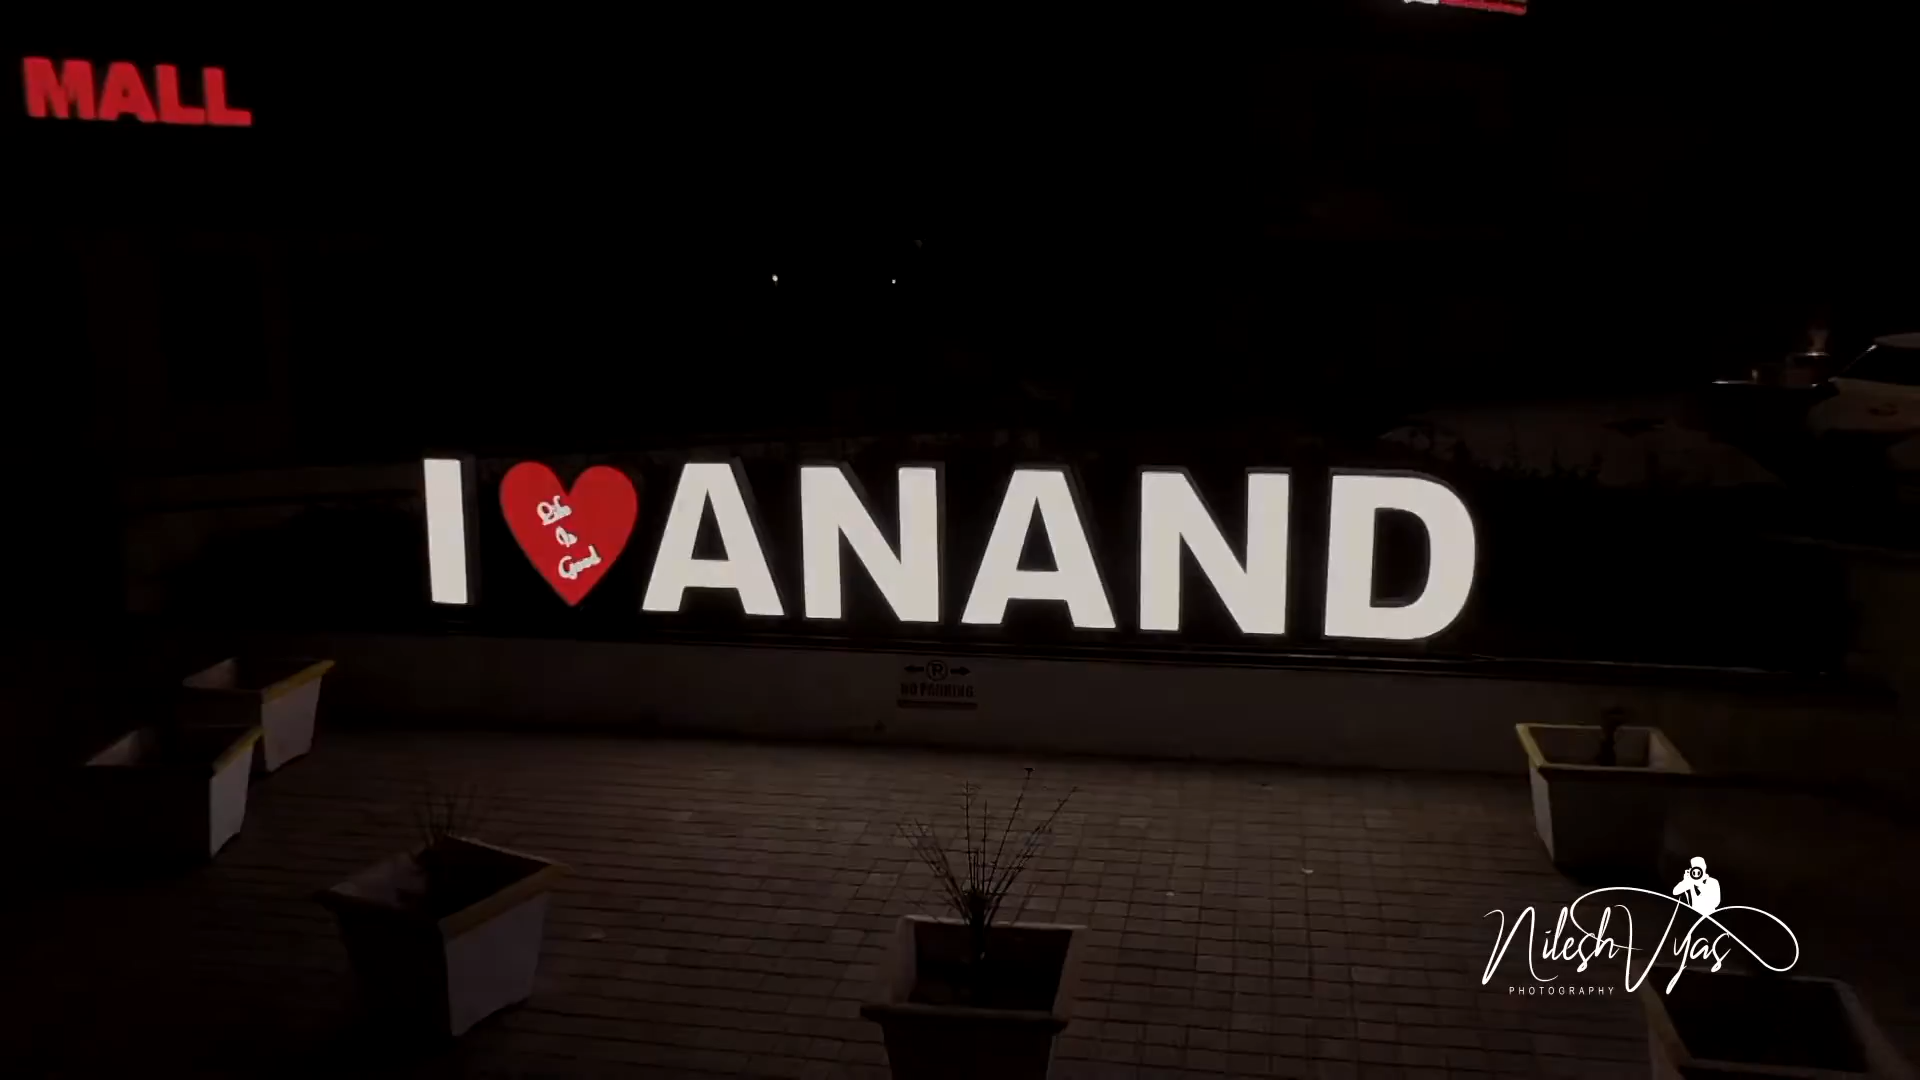 MALL
I ♥ ANAND
Life
Is
Good
NO PARKING
Nilesh Vyas
PHOTOGRAPHY